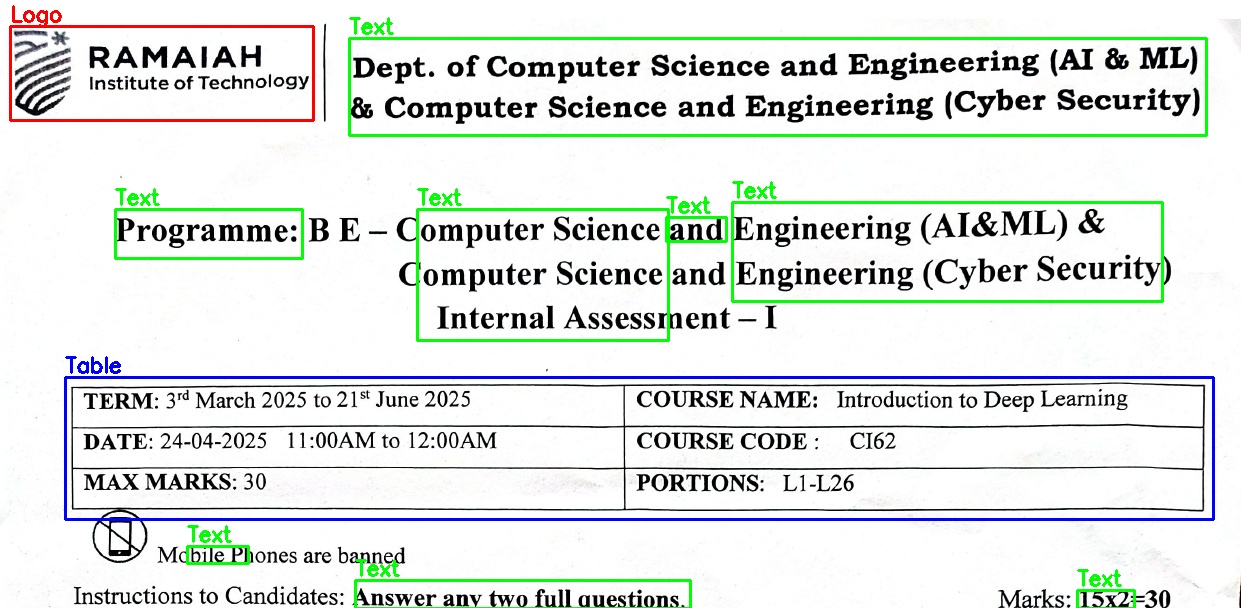 Logo
RAMAIAH
Institute of Technology
Text
Dept. of Computer Science and Engineering (AI & ML)
& Computer Science and Engineering (Cyber Security)
Text Text Text Text
Programme: B E – Computer Science and Engineering (AI&ML) &
Computer Science and Engineering (Cyber Security)
Internal Assessment – I
Table
TERM: 3rd March 2025 to 21st June 2025 COURSE NAME: Introduction to Deep Learning
DATE: 24-04-2025 11:00AM to 12:00AM COURSE CODE : CI62
MAX MARKS: 30 PORTIONS: L1-L26
Text
Mobile Phones are banned
Text Text
Instructions to Candidates: Answer any two full questions. Marks: 15x2=30